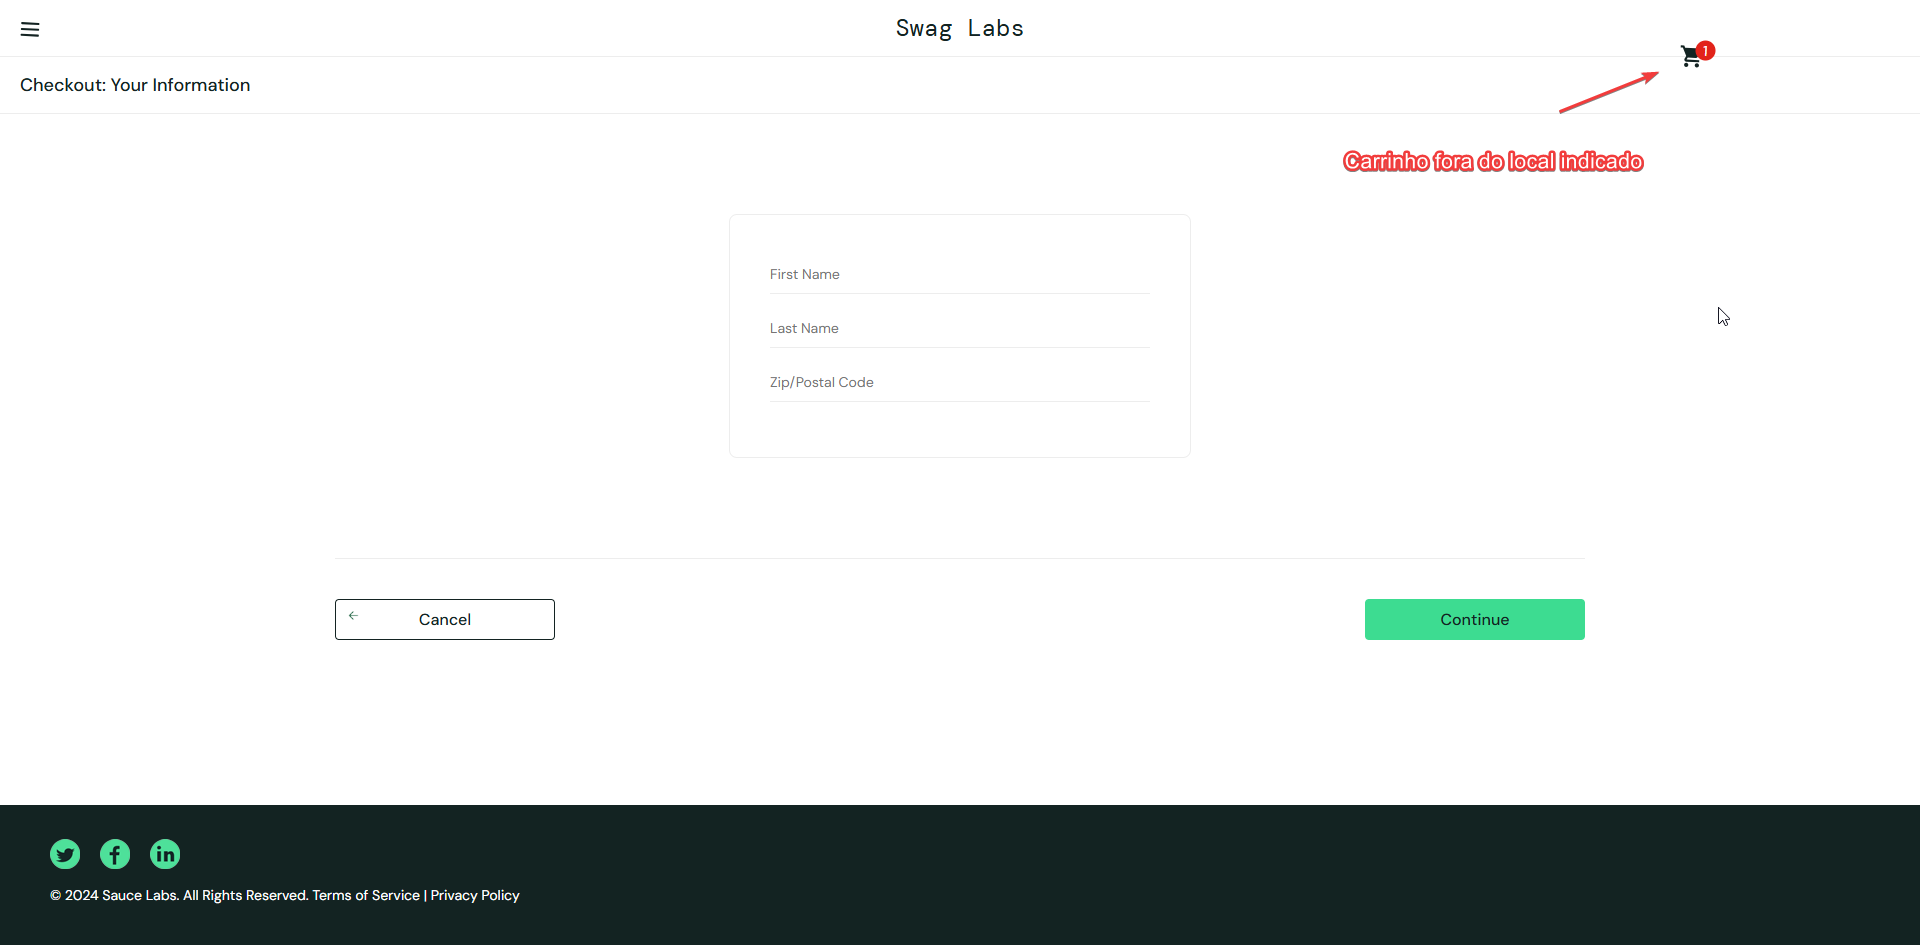 Swag Labs
1
Checkout: Your Information
Carrinho fora do local indicado
First Name
Last Name
Zip/Postal Code
Cancel
Continue
© 2024 Sauce Labs. All Rights Reserved. Terms of Service | Privacy Policy